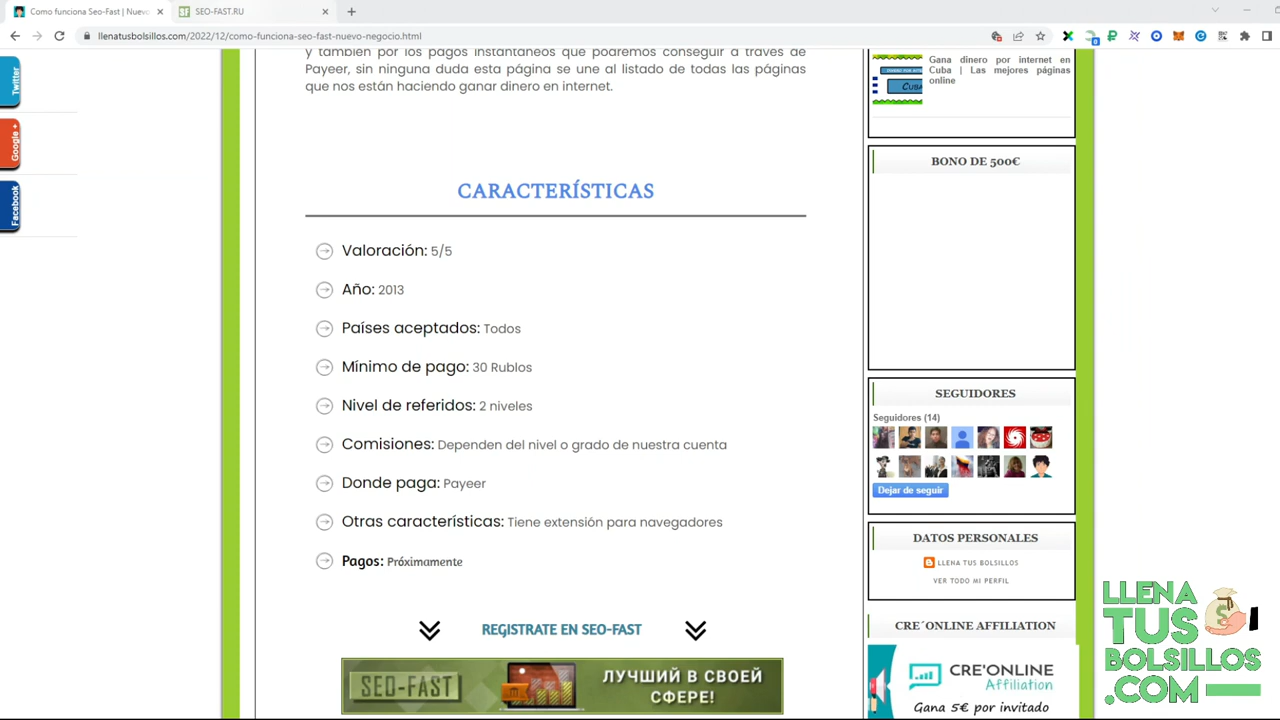 Como funciona Seo-Fast | Nuevo
SEO-FAST.RU
llenatusbolsillos.com/2022/12/como-funciona-seo-fast-nuevo-negocio.html
Twitter
Google +
Facebook
y también por los pagos instantáneos que podremos conseguir a través de
Payeer, sin ninguna duda esta página se une al listado de todas las páginas
que nos están haciendo ganar dinero en internet.
CARACTERÍSTICAS
Valoración: 5/5
Año: 2013
Países aceptados: Todos
Mínimo de pago: 30 Rublos
Nivel de referidos: 2 niveles
Comisiones: Dependen del nivel o grado de nuestra cuenta
Donde paga: Payeer
Otras características: Tiene extensión para navegadores
Pagos: Próximamente
REGISTRATE EN SEO-FAST
SEO-FAST
ЛУЧШИЙ В СВОЕЙ
СФЕРЕ!
Gana dinero por internet en
Cuba | Las mejores páginas
online
BONO DE 500€
SEGUIDORES
Seguidores (14)
Dejar de seguir
DATOS PERSONALES
LLENA TUS BOLSILLOS
VER TODO MI PERFIL
CRE´ONLINE AFFILIATION
CRE'ONLINE
Affiliation
Gana 5€ por invitado
LLENA
TUS
BOLSILLOS
.COM